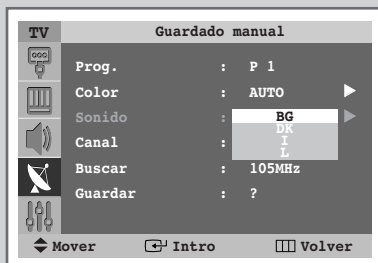 TV Guardado manual
Prog. : P 1
Color : AUTO
Sonido : BG
DK
I
L
Canal :
Buscar : 105MHz
Guardar : ?
Mover Intro Volver